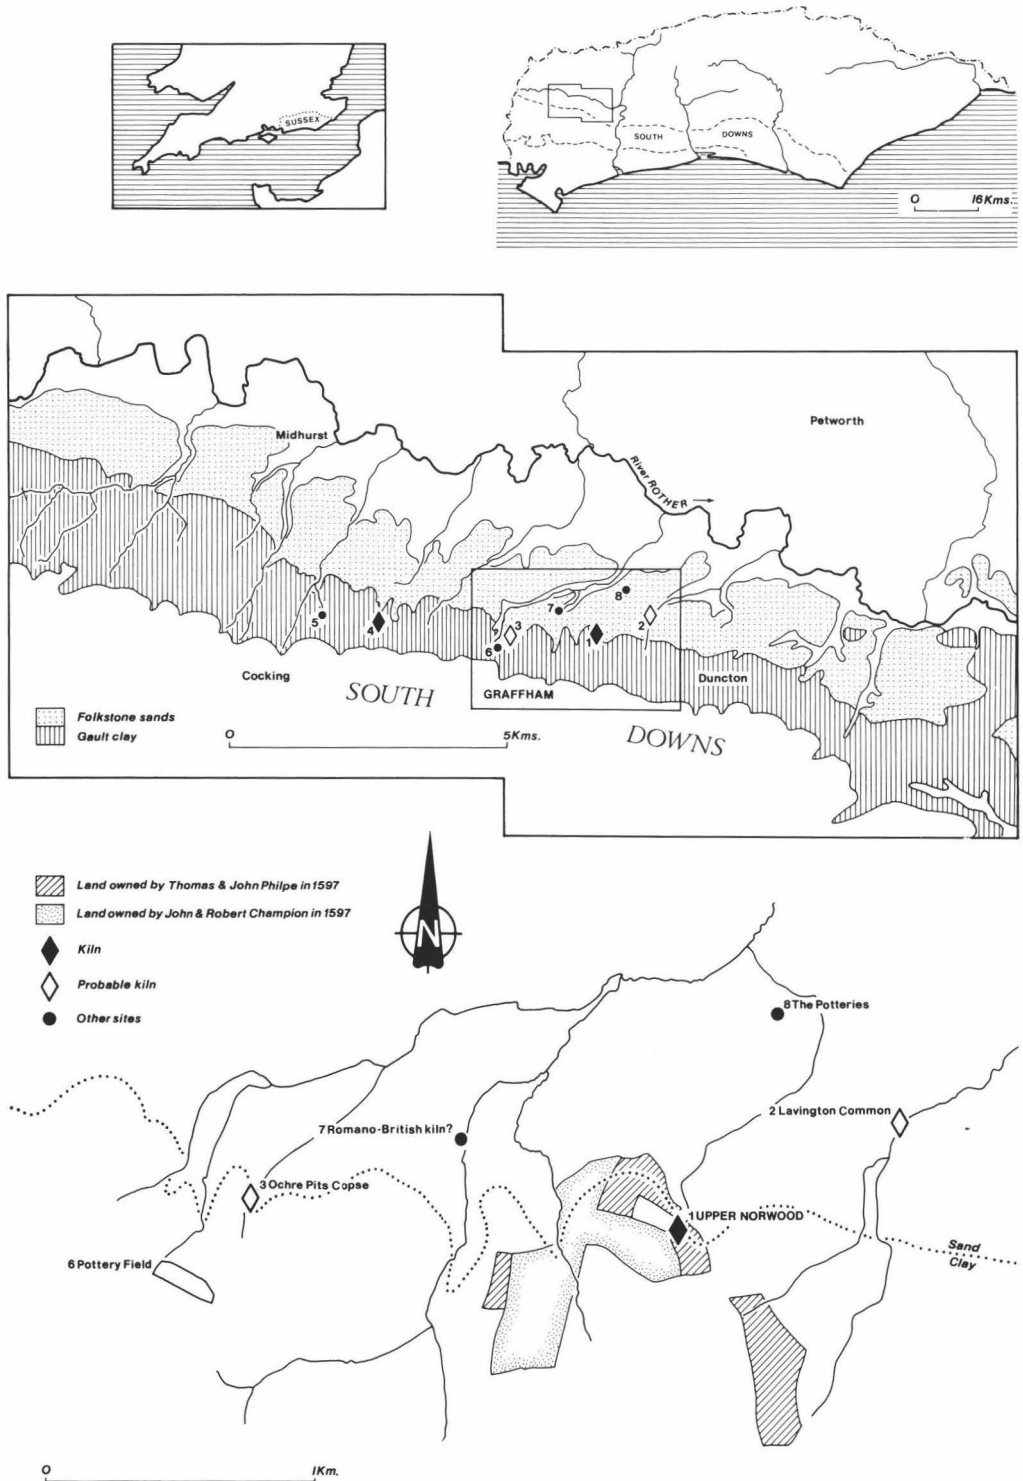 SUSSEX
SOUTH DOWNS
0 16Kms.
Midhurst
Petworth
River ROTHER
8
7
2
5
4
3
1
6
Cocking
SOUTH
GRAFFHAM
Duncton
DOWNS
Folkstone sands
Gault clay
0 5Kms.
Land owned by Thomas & John Philpe in 1597
Land owned by John & Robert Champion in 1597
N
Kiln
Probable kiln
Other sites
8 The Potteries
2 Lavington Common
7 Romano-British kiln?
3 Ochre Pits Copse
1 UPPER NORWOOD
6 Pottery Field
Sand
Clay
0 1Km.